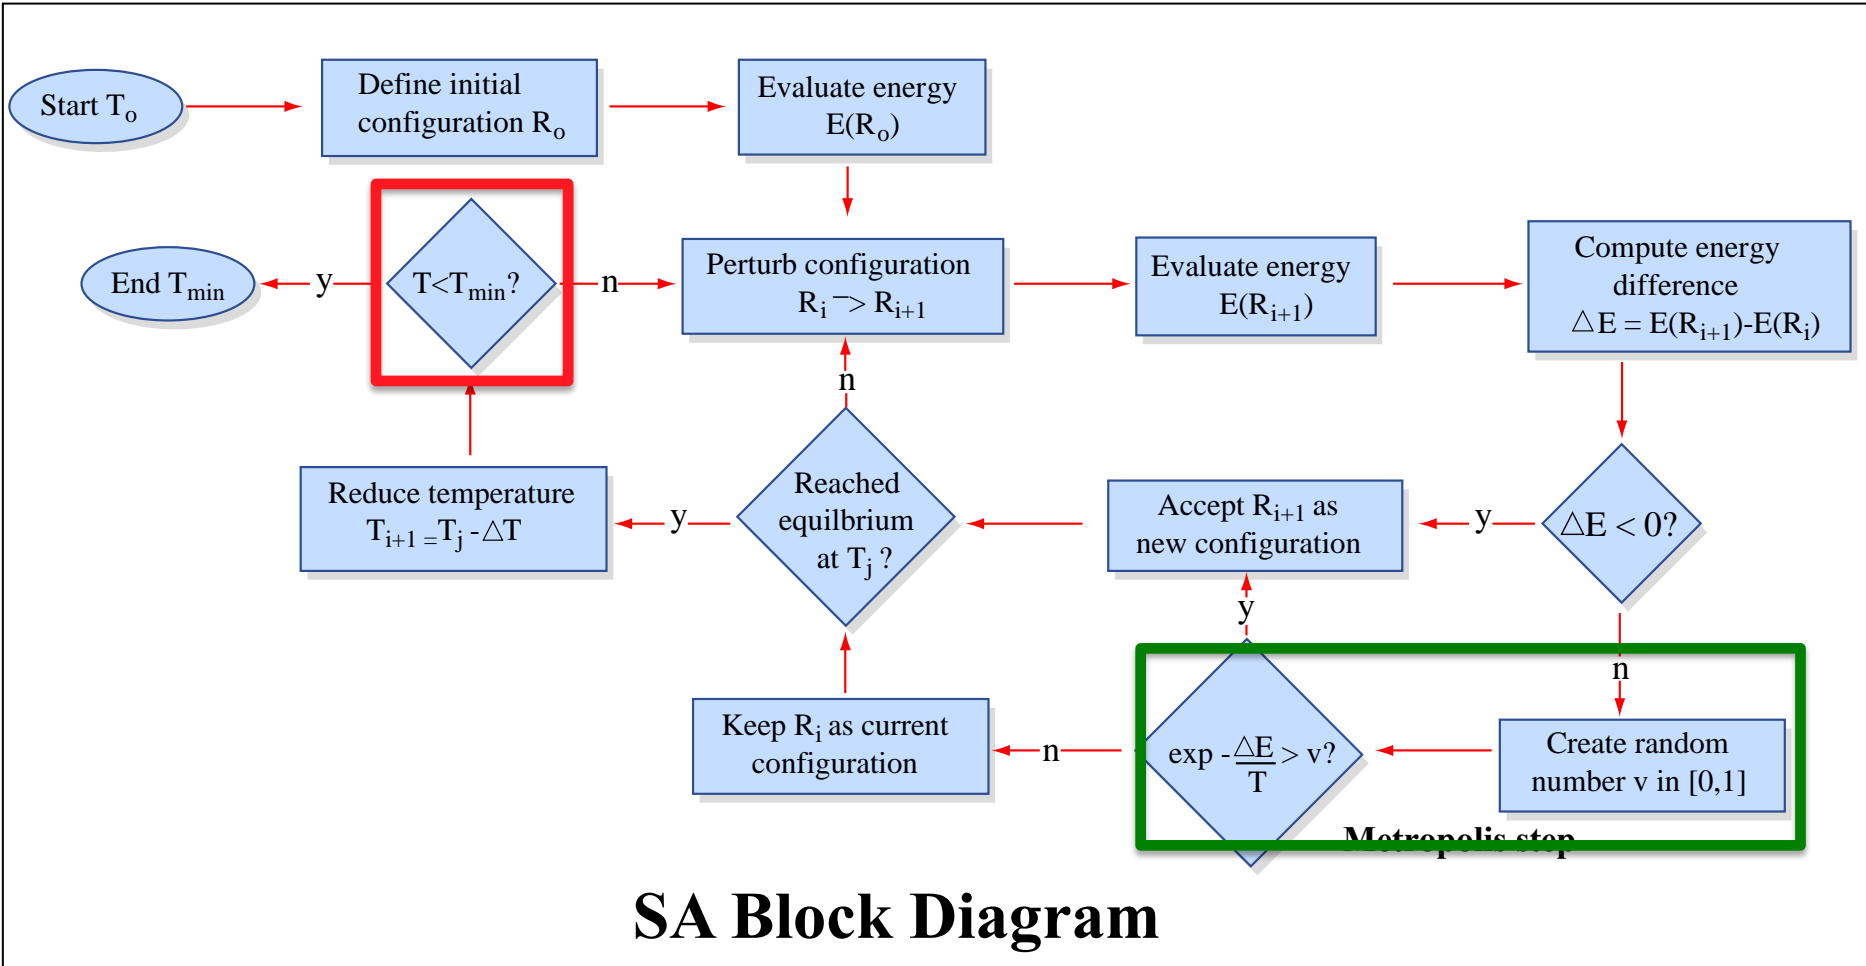 Start To
Define initial
configuration Ro
Evaluate energy
E(Ro)
End Tmin
y
T<Tmin?
n
Perturb configuration
Ri –> Ri+1
Evaluate energy
E(Ri+1)
Compute energy
difference
△E = E(Ri+1)-E(Ri)
n
Reduce temperature
Ti+1 = Tj - △T
y
Reached
equilbrium
at Tj ?
Accept Ri+1 as
new configuration
y
△E < 0?
y
n
Keep Ri as current
configuration
n
exp - △E/T > v?
Create random
number v in [0,1]
Metropolis step
SA Block Diagram